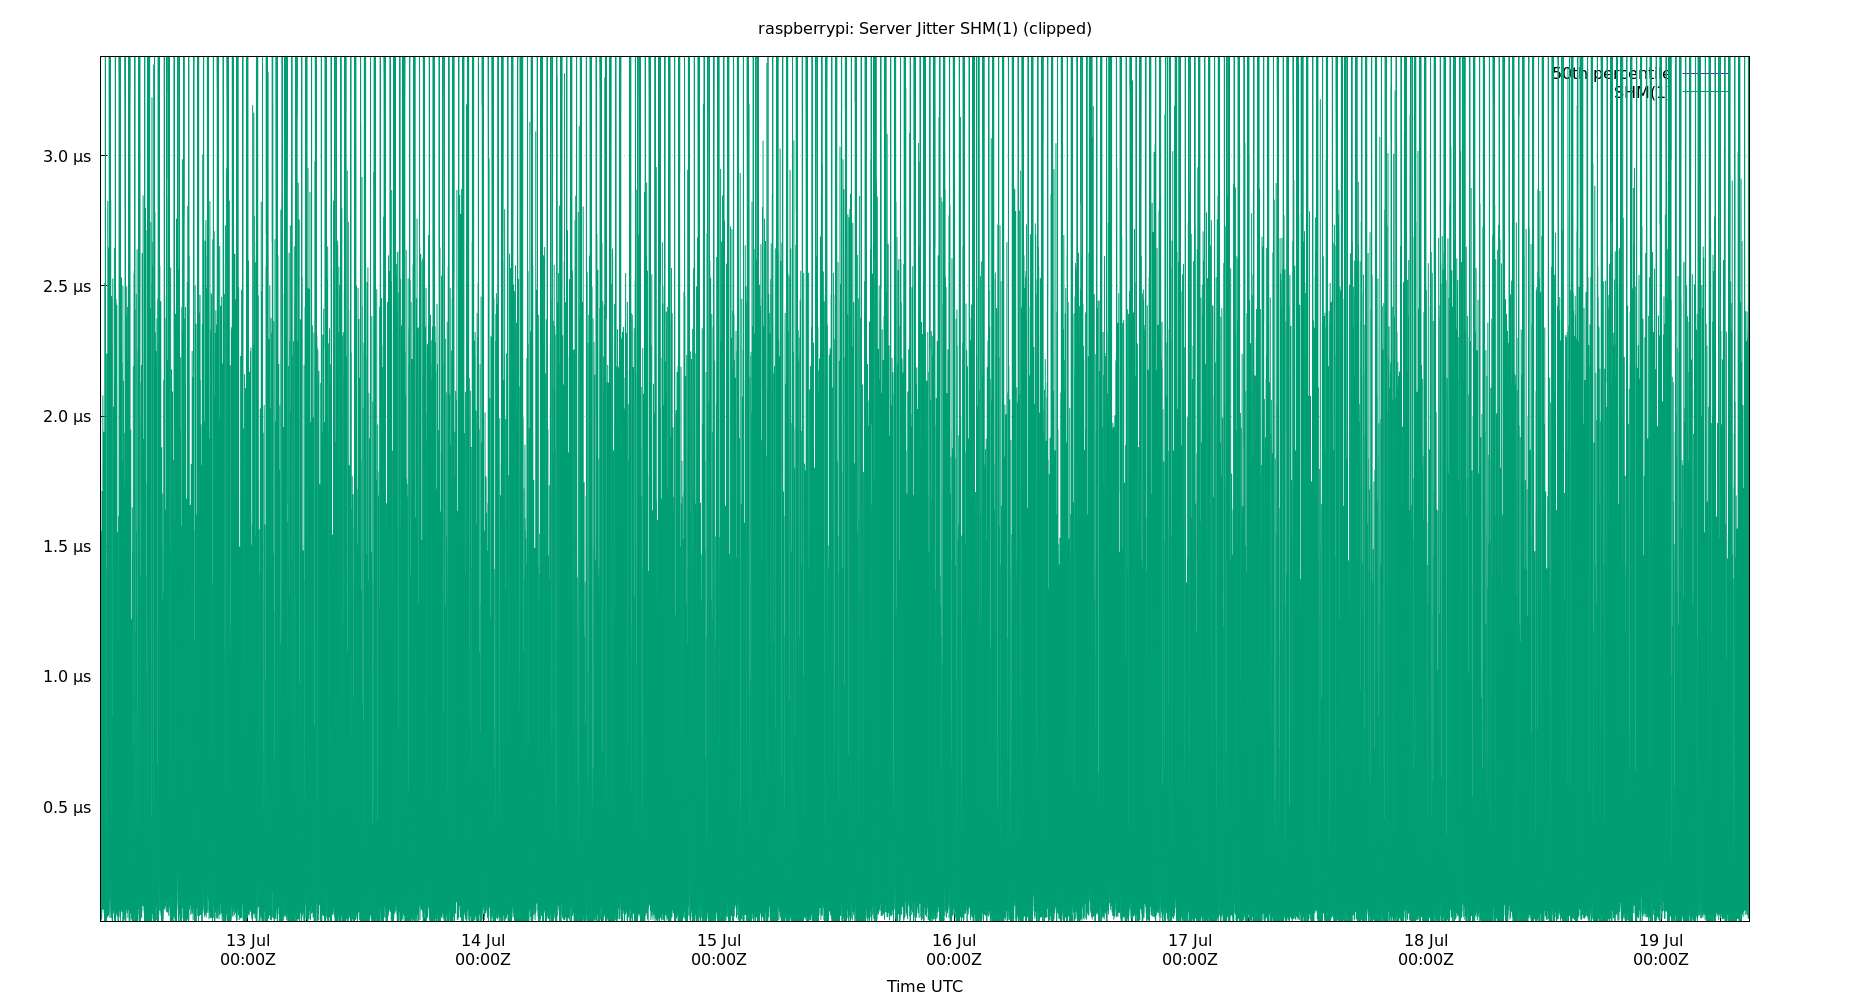 raspberrypi: Server Jitter SHM(1) (clipped)
50th percentile
SHM(1)
3.0 µs
2.5 µs
2.0 µs
1.5 µs
1.0 µs
0.5 µs
13 Jul 14 Jul 15 Jul 16 Jul 17 Jul 18 Jul 19 Jul
00:00Z 00:00Z 00:00Z 00:00Z 00:00Z 00:00Z 00:00Z
Time UTC